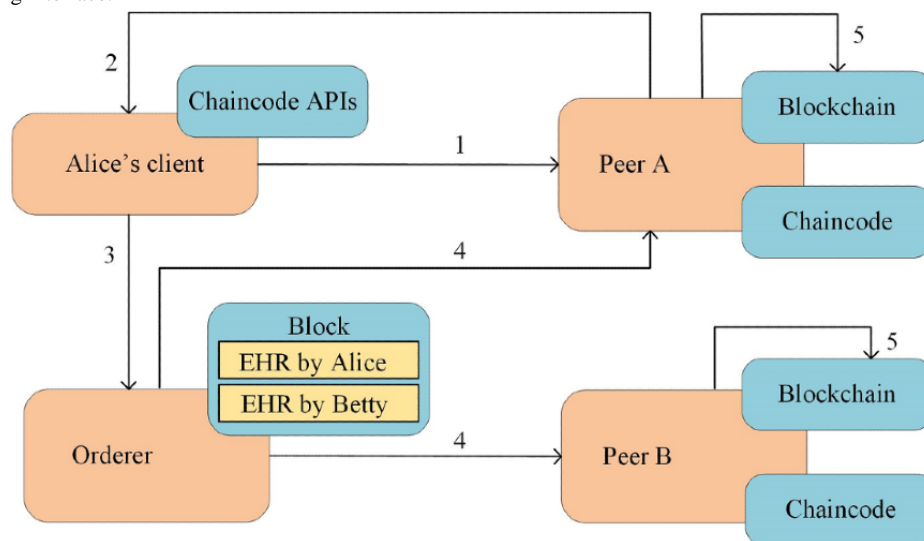 2
5
Chaincode APIs
Blockchain
1
Alice's client
Peer A
Chaincode
3
4
Block
5
EHR by Alice
Blockchain
EHR by Betty
4
Orderer
Peer B
Chaincode